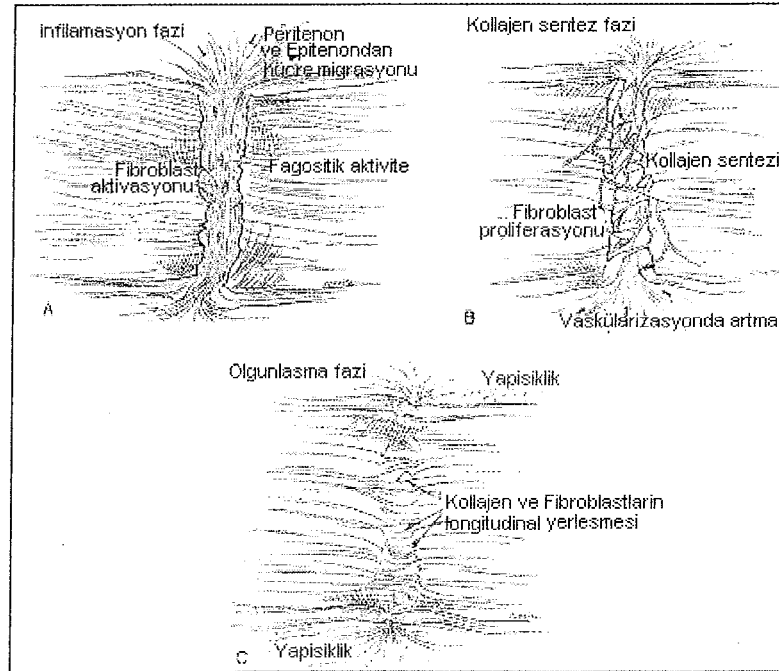 infilamasyon fazi
Peritenon
ve Epitenondan
Hücre migrasyonu
Fibroblast
aktivasyonu
Fagositik aktivite
A
Kollajen sentez fazi
Kollajen sentezi
Fibroblast
proliferasyonu
B
Vaskülarizasyonda artma
Olgunlasma fazi
Yapisiklik
Kollajen ve Fibroblastlarin
longitudinal yerlesmesi
C
Yapisiklik